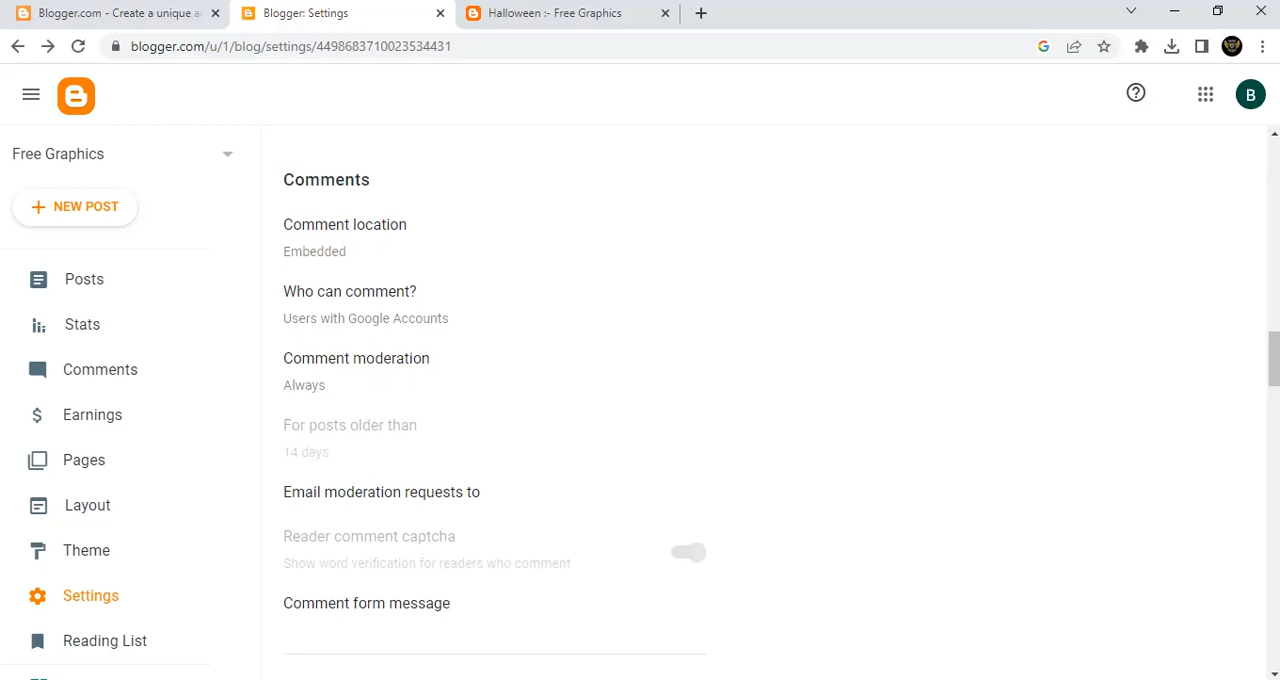 Blogger.com - Create a unique a
Blogger: Settings
Halloween :- Free Graphics
blogger.com/u/1/blog/settings/4498683710023534431
B
Free Graphics
NEW POST
Posts
Stats
Comments
Earnings
Pages
Layout
Theme
Settings
Reading List
Comments
Comment location
Embedded
Who can comment?
Users with Google Accounts
Comment moderation
Always
For posts older than
14 days
Email moderation requests to
Reader comment captcha
Show word verification for readers who comment
Comment form message